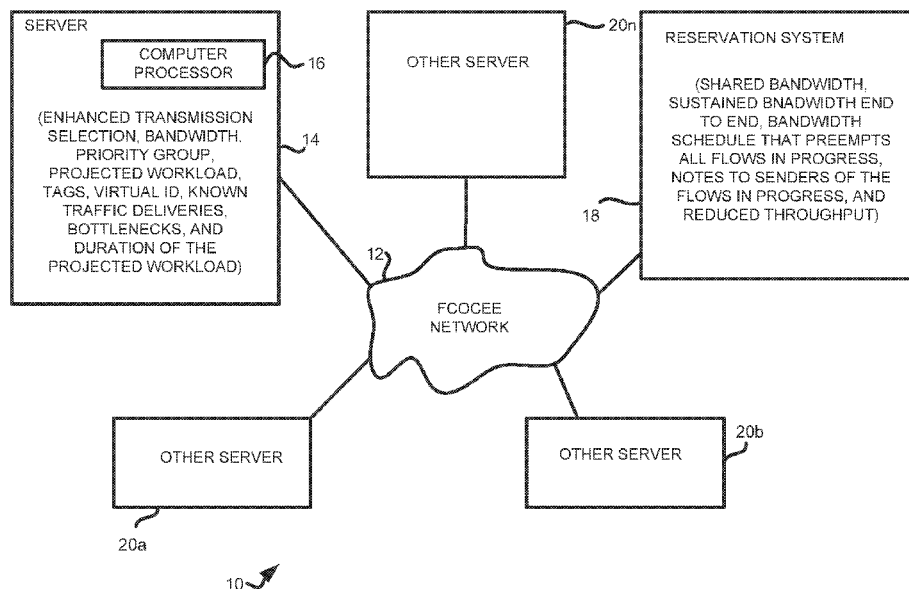 SERVER
COMPUTER
PROCESSOR
16
(ENHANCED TRANSMISSION
SELECTION, BANDWIDTH,
PRIORITY GROUP,
PROJECTED WORKLOAD,
TAGS, VIRTUAL ID, KNOWN
TRAFFIC DELIVERIES,
BOTTLENECKS, AND
DURATION OF THE
PROJECTED WORKLOAD)
14
OTHER SERVER
20n
RESERVATION SYSTEM
(SHARED BANDWIDTH,
SUSTAINED BNADWIDTH END
TO END, BANDWIDTH
SCHEDULE THAT PREEMPTS
ALL FLOWS IN PROGRESS,
NOTES TO SENDERS OF THE
FLOWS IN PROGRESS, AND
REDUCED THROUGHPUT)
18
12
FCOCEE
NETWORK
OTHER SERVER
20a
OTHER SERVER
20b
10